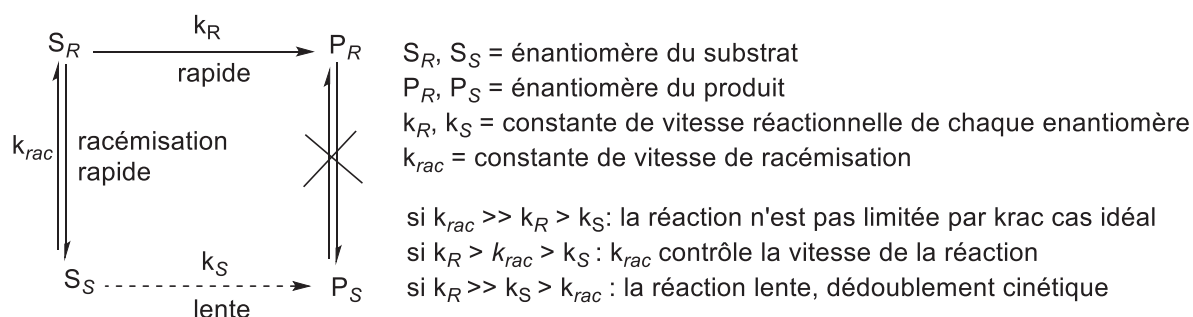 k_R
S_R P_R
rapide
k_rac
racémisation
rapide
k_S
S_S P_S
lente
S_R, S_S = énantiomère du substrat
P_R, P_S = énantiomère du produit
k_R, k_S = constante de vitesse réactionnelle de chaque enantiomère
k_rac = constante de vitesse de racémisation
si k_rac >> k_R > k_S: la réaction n'est pas limitée par krac cas idéal
si k_R > k_rac > k_S : k_rac contrôle la vitesse de la réaction
si k_R >> k_S > k_rac : la réaction lente, dédoublement cinétique